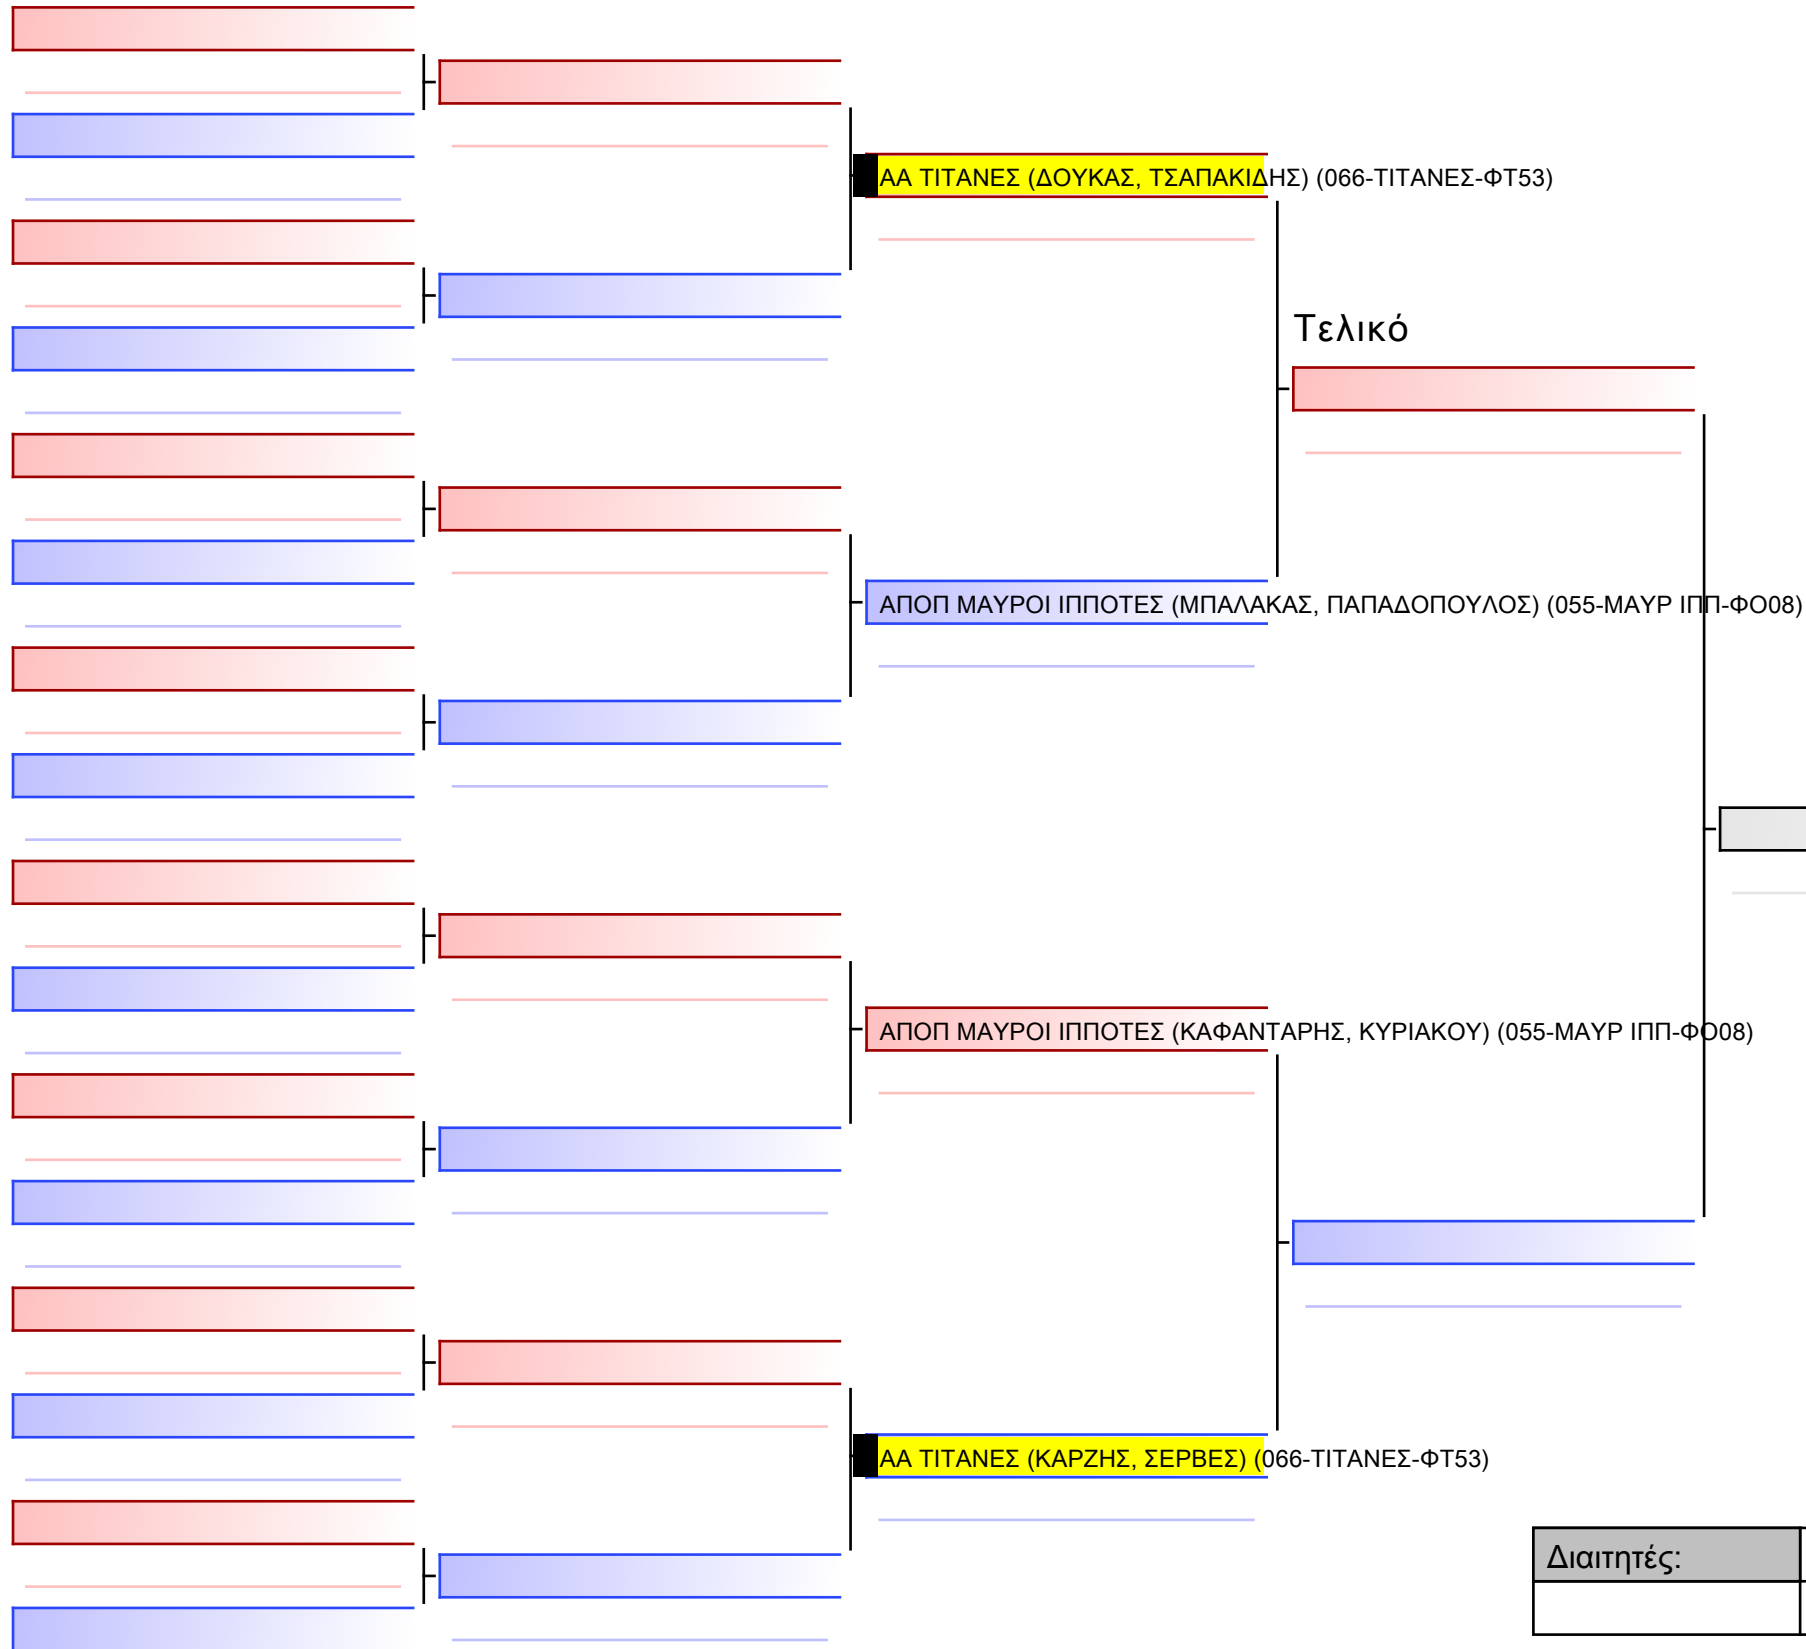 ΑΑ ΤΙΤΑΝΕΣ (ΔΟΥΚΑΣ, ΤΣΑΠΑΚΙΔΗΣ) (066-ΤΙΤΑΝΕΣ-ΦΤ53)
Τελικό
ΑΠΟΠ ΜΑΥΡΟΙ ΙΠΠΟΤΕΣ (ΜΠΑΛΑΚΑΣ, ΠΑΠΑΔΟΠΟΥΛΟΣ) (055-ΜΑΥΡ ΙΠΠ-ΦΟ08)
ΑΠΟΠ ΜΑΥΡΟΙ ΙΠΠΟΤΕΣ (ΚΑΦΑΝΤΑΡΗΣ, ΚΥΡΙΑΚΟΥ) (055-ΜΑΥΡ ΙΠΠ-ΦΟ08)
ΑΑ ΤΙΤΑΝΕΣ (ΚΑΡΖΗΣ, ΣΕΡΒΕΣ) (066-ΤΙΤΑΝΕΣ-ΦΤ53)
Διαιτητές: